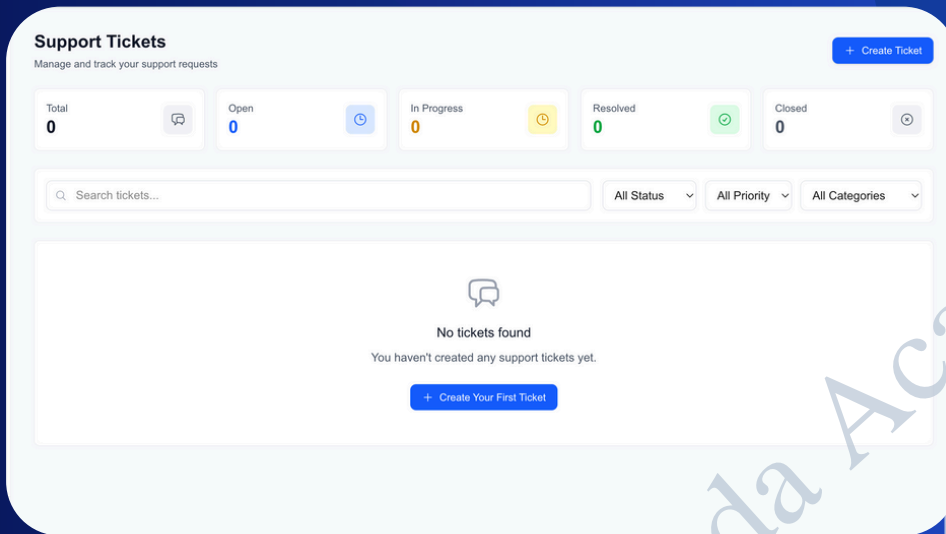 Support Tickets
Manage and track your support requests
Create Ticket
Total
0
Open
0
In Progress
0
Resolved
0
Closed
0
Search tickets...
All Status
All Priority
All Categories
No tickets found
You haven't created any support tickets yet.
Create Your First Ticket